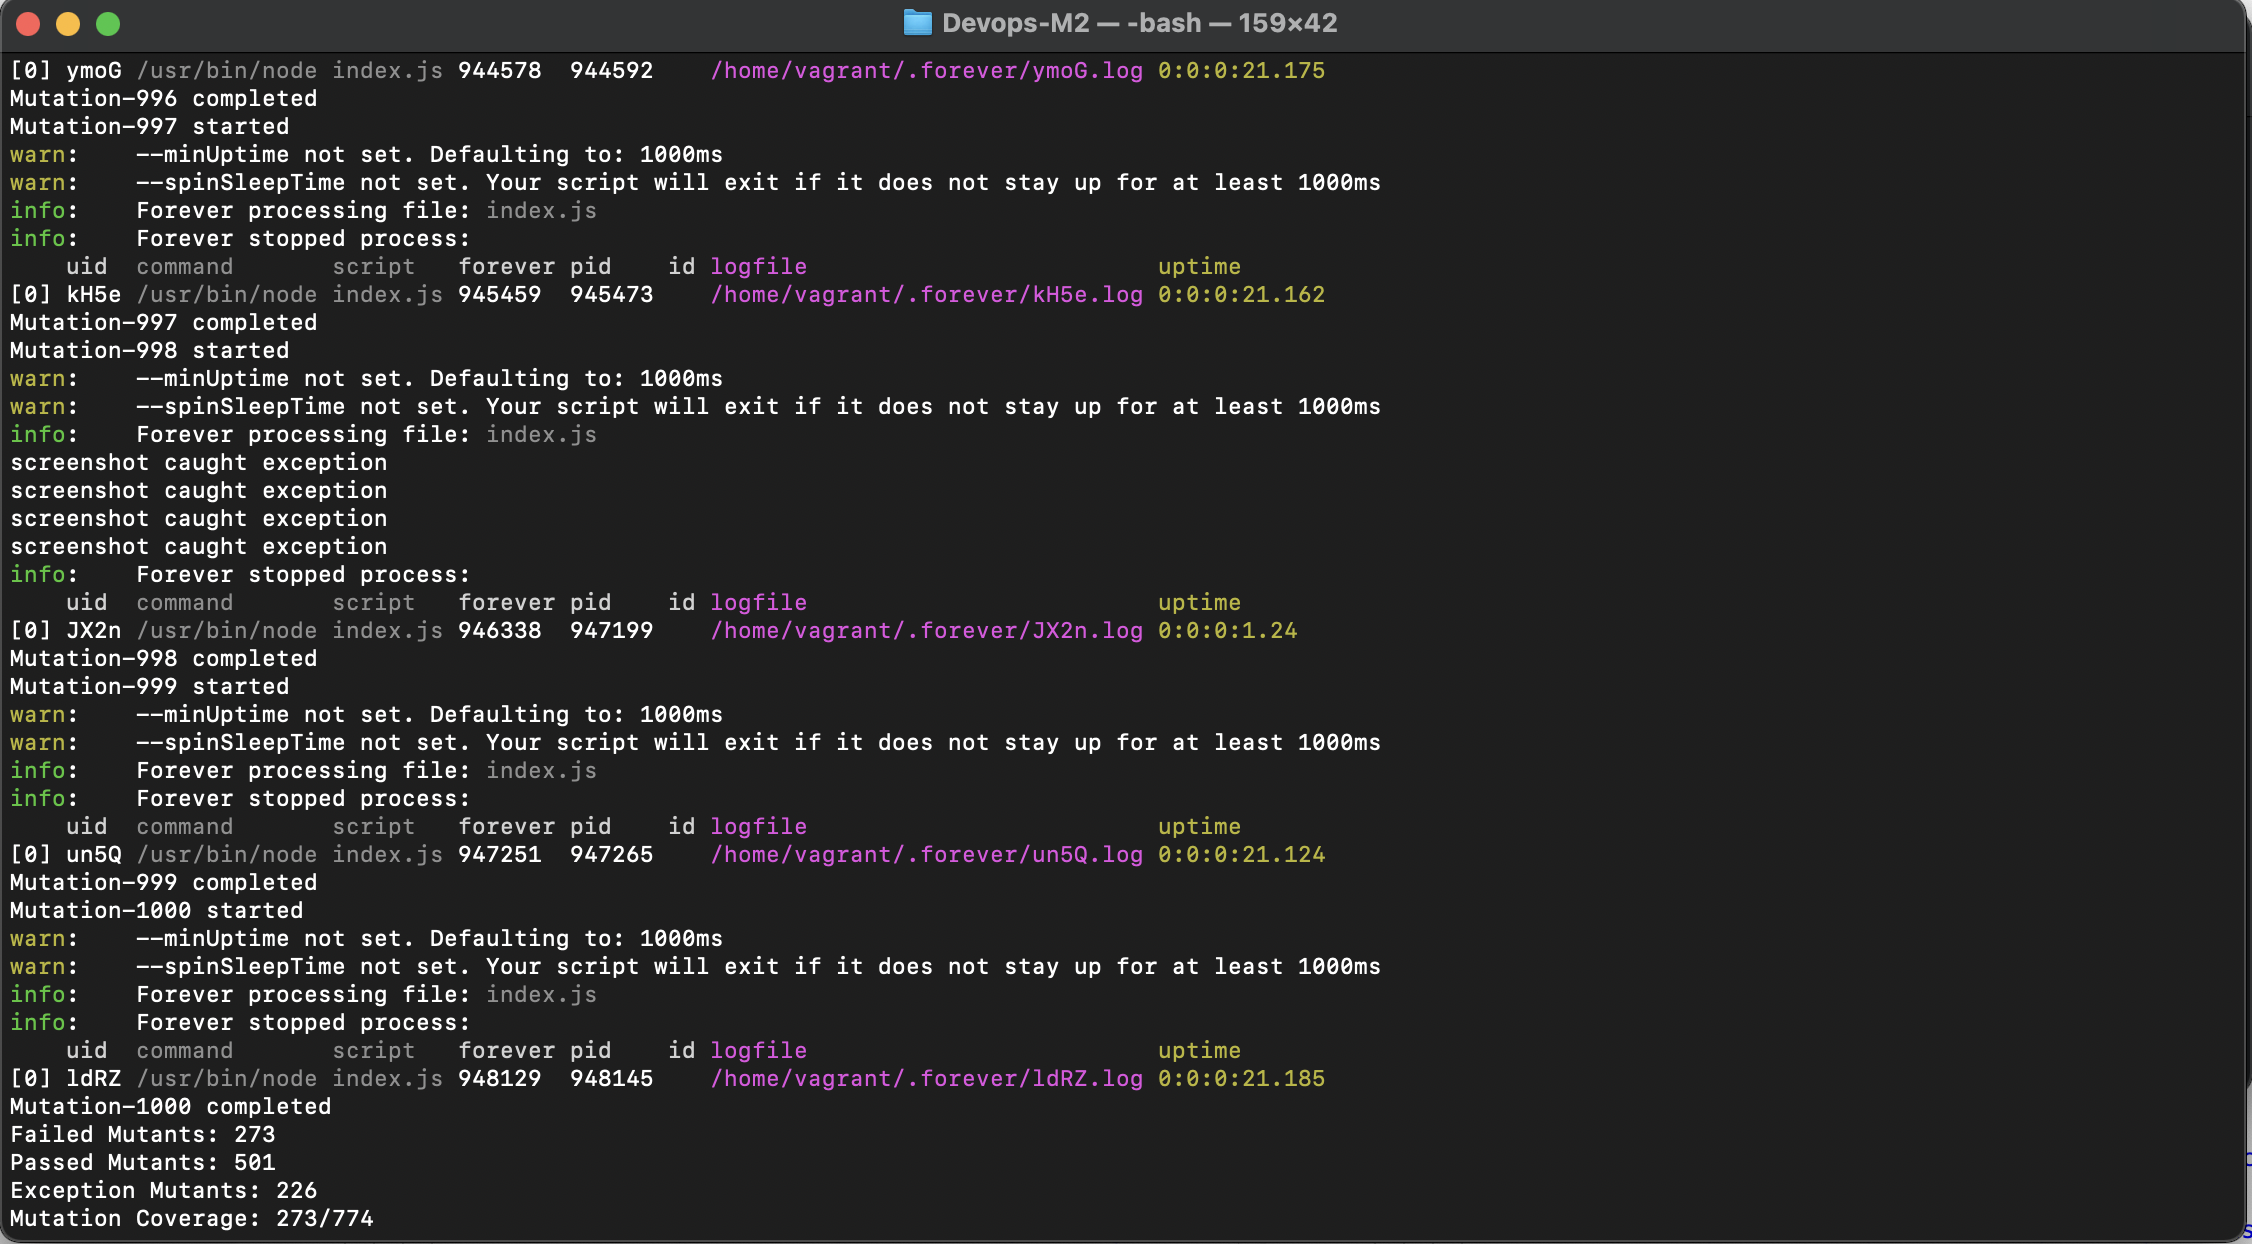 Devops-M2 — -bash — 159×42
[0] ymoG /usr/bin/node index.js 944578  944592    /home/vagrant/.forever/ymoG.log 0:0:0:21.175
Mutation-996 completed
Mutation-997 started
warn:    --minUptime not set. Defaulting to: 1000ms
warn:    --spinSleepTime not set. Your script will exit if it does not stay up for at least 1000ms
info:    Forever processing file: index.js
info:    Forever stopped process:
    uid  command       script   forever pid    id logfile                         uptime
[0] kH5e /usr/bin/node index.js 945459  945473    /home/vagrant/.forever/kH5e.log 0:0:0:21.162
Mutation-997 completed
Mutation-998 started
warn:    --minUptime not set. Defaulting to: 1000ms
warn:    --spinSleepTime not set. Your script will exit if it does not stay up for at least 1000ms
info:    Forever processing file: index.js
screenshot caught exception
screenshot caught exception
screenshot caught exception
screenshot caught exception
info:    Forever stopped process:
    uid  command       script   forever pid    id logfile                         uptime
[0] JX2n /usr/bin/node index.js 946338  947199    /home/vagrant/.forever/JX2n.log 0:0:0:1.24
Mutation-998 completed
Mutation-999 started
warn:    --minUptime not set. Defaulting to: 1000ms
warn:    --spinSleepTime not set. Your script will exit if it does not stay up for at least 1000ms
info:    Forever processing file: index.js
info:    Forever stopped process:
    uid  command       script   forever pid    id logfile                         uptime
[0] un5Q /usr/bin/node index.js 947251  947265    /home/vagrant/.forever/un5Q.log 0:0:0:21.124
Mutation-999 completed
Mutation-1000 started
warn:    --minUptime not set. Defaulting to: 1000ms
warn:    --spinSleepTime not set. Your script will exit if it does not stay up for at least 1000ms
info:    Forever processing file: index.js
info:    Forever stopped process:
    uid  command       script   forever pid    id logfile                         uptime
[0] ldRZ /usr/bin/node index.js 948129  948145    /home/vagrant/.forever/ldRZ.log 0:0:0:21.185
Mutation-1000 completed
Failed Mutants: 273
Passed Mutants: 501
Exception Mutants: 226
Mutation Coverage: 273/774